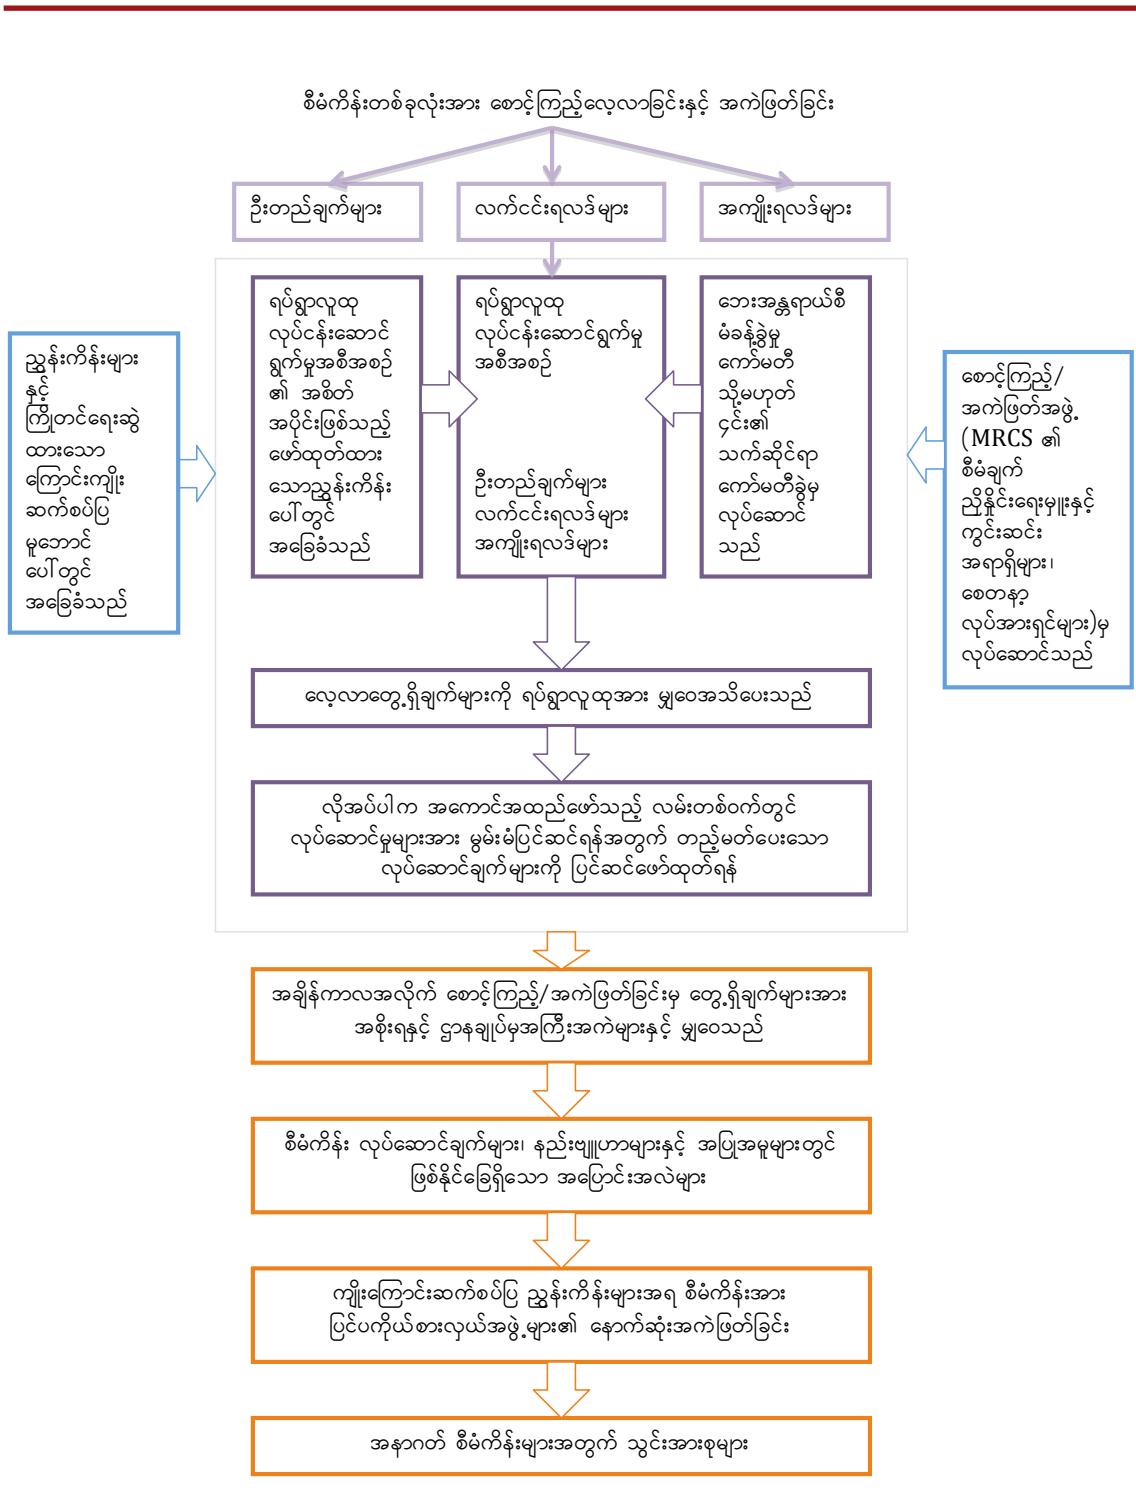 စီမံကိန်းတစ်ခုလုံးအား စောင့်ကြည့်လေ့လာခြင်းနှင့် အကဲဖြတ်ခြင်း
ဦးတည်ချက်များ
လက်ငင်းရလဒ်များ
အကျိုးရလဒ်များ
ညွှန်းကိန်းများ
နှင့်
ကြိုတင်ရေးဆွဲ
ထားသော
ကြောင်းကျိုး
ဆက်စပ်ပြ
မူဘောင်
ပေါ်တွင်
အခြေခံသည်
ရပ်ရွာလူထု
လုပ်ငန်းဆောင်
ရွက်မှုအစီအစဉ်
၏ အစိတ်
အပိုင်းဖြစ်သည့်
ဖော်ထုတ်ထား
သောညွှန်းကိန်း
ပေါ်တွင်
အခြေခံသည်
ရပ်ရွာလူထု
လုပ်ငန်းဆောင်ရွက်မှု
အစီအစဉ်
ဦးတည်ချက်များ
လက်ငင်းရလဒ်များ
အကျိုးရလဒ်များ
ဘေးအန္တရာယ်စီ
မံခန့်ခွဲမှု
ကော်မတီ
သို့မဟုတ်
၄င်း၏
သက်ဆိုင်ရာ
ကော်မတီခွဲမှ
လုပ်ဆောင်
သည်
စောင့်ကြည့်/
အကဲဖြတ်အဖွဲ့
(MRCS ၏
စီမံချက်
ညှိနှိုင်းရေးမှူးနှင့်
ကွင်းဆင်း
အရာရှိများ၊
စေတနာ့
လုပ်အားရှင်များ)မှ
လုပ်ဆောင်သည်
လေ့လာတွေ့ရှိချက်များကို ရပ်ရွာလူထုအား မျှဝေအသိပေးသည်
လိုအပ်ပါက အကောင်အထည်ဖော်သည့် လမ်းတစ်ဝက်တွင်
လုပ်ဆောင်မှုများအား မွမ်းမံပြင်ဆင်ရန်အတွက် တည့်မတ်ပေးသော
လုပ်ဆောင်ချက်များကို ပြင်ဆင်ဖော်ထုတ်ရန်
အချိန်ကာလအလိုက် စောင့်ကြည့်/အကဲဖြတ်ခြင်းမှ တွေ့ရှိချက်များအား
အစိုးရနှင့် ဌာနချုပ်မှအကြီးအကဲများနှင့် မျှဝေသည်
စီမံကိန်း လုပ်ဆောင်ချက်များ၊ နည်းဗျူဟာများနှင့် အပြုအမူများတွင်
ဖြစ်နိုင်ခြေရှိသော အပြောင်းအလဲများ
ကျိုးကြောင်းဆက်စပ်ပြ ညွှန်းကိန်းများအရ စီမံကိန်းအား
ပြင်ပကိုယ်စားလှယ်အဖွဲ့များ၏ နောက်ဆုံးအကဲဖြတ်ခြင်း
အနာဂတ် စီမံကိန်းများအတွက် သွင်းအားစုများ